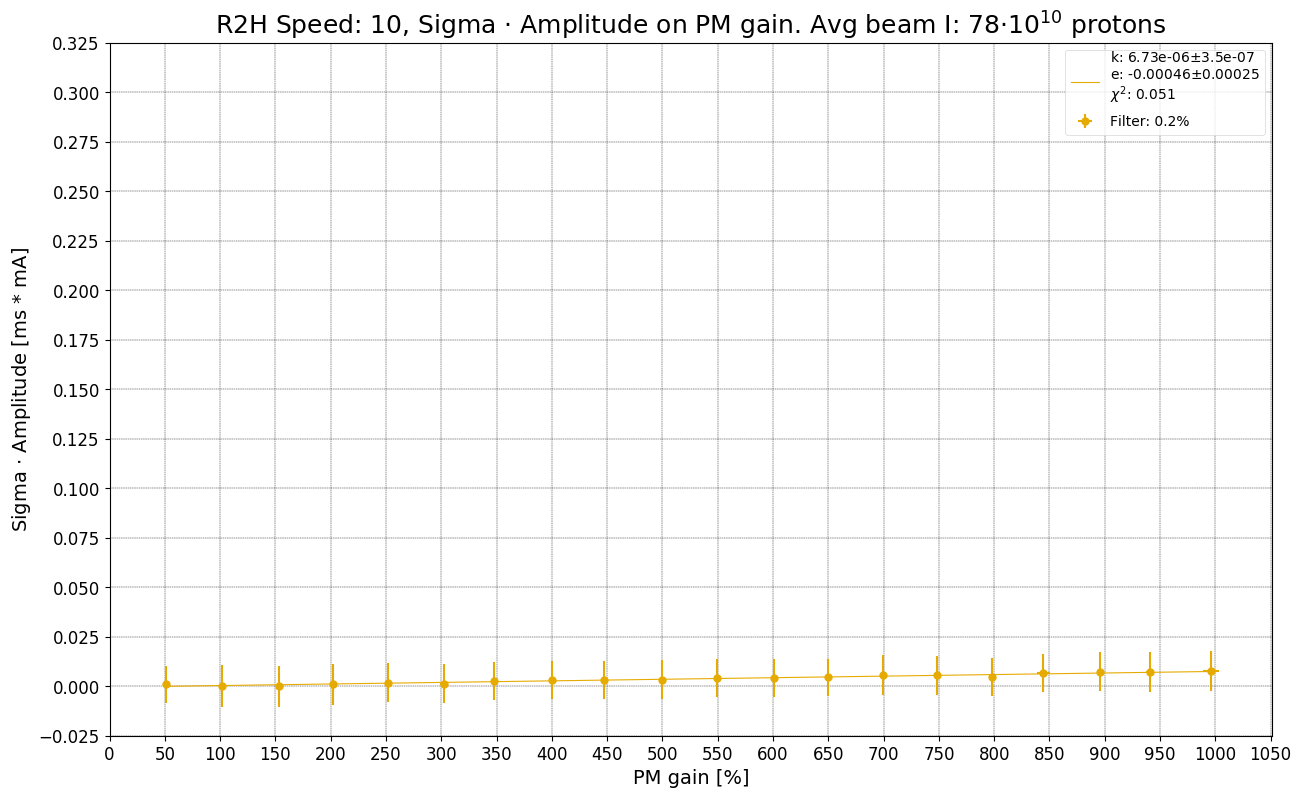 R2H Speed: 10, Sigma · Amplitude on PM gain. Avg beam I: 78·10¹⁰ protons
k: 6.73e-06±3.5e-07
e: -0.00046±0.00025
χ²: 0.051
Filter: 0.2%
Sigma · Amplitude [ms * mA]
0.325
0.300
0.275
0.250
0.225
0.200
0.175
0.150
0.125
0.100
0.075
0.050
0.025
0.000
−0.025
0 50 100 150 200 250 300 350 400 450 500 550 600 650 700 750 800 850 900 950 1000 1050
PM gain [%]